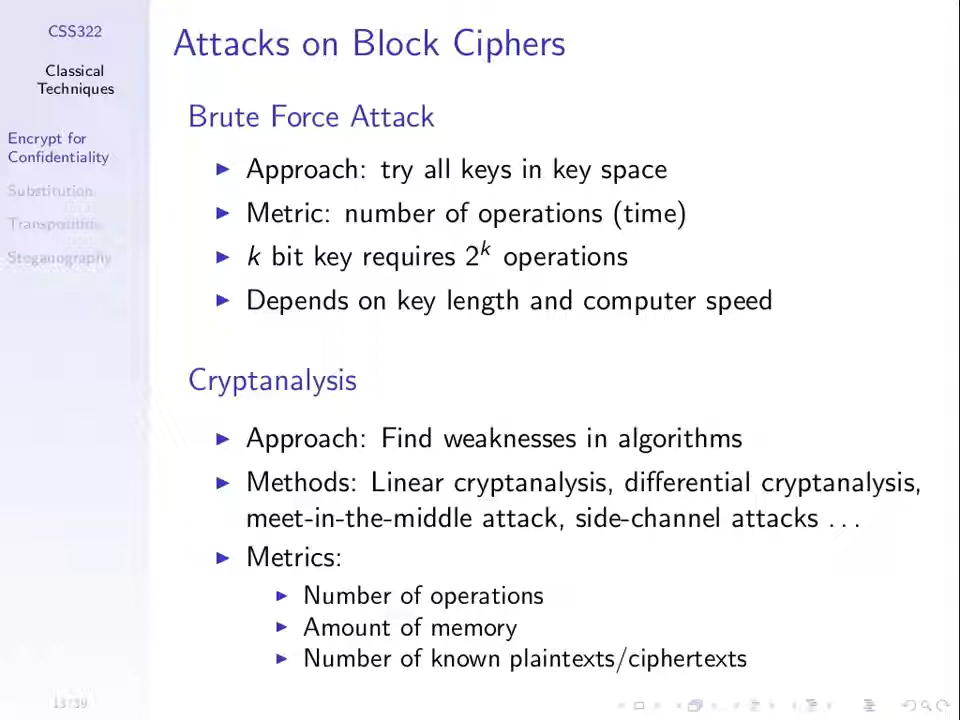 CSS322
Classical
Techniques
Encrypt for
Confidentiality
Substitution
Transposition
Steganography
Attacks on Block Ciphers
Brute Force Attack
Approach: try all keys in key space
Metric: number of operations (time)
k bit key requires 2^k operations
Depends on key length and computer speed
Cryptanalysis
Approach: Find weaknesses in algorithms
Methods: Linear cryptanalysis, differential cryptanalysis,
meet-in-the-middle attack, side-channel attacks ...
Metrics:
Number of operations
Amount of memory
Number of known plaintexts/ciphertexts
13/39